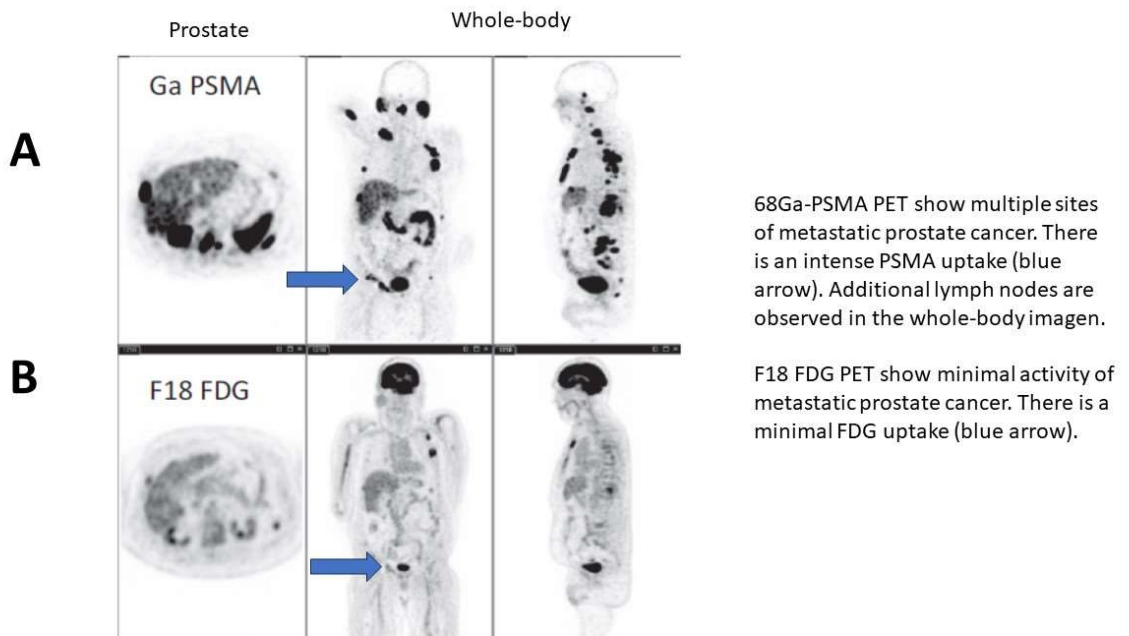 Prostate
Whole-body
A
Ga PSMA
68Ga-PSMA PET show multiple sites
of metastatic prostate cancer. There
is an intense PSMA uptake (blue
arrow). Additional lymph nodes are
observed in the whole-body imagen.
B
F18 FDG
F18 FDG PET show minimal activity of
metastatic prostate cancer. There is a
minimal FDG uptake (blue arrow).